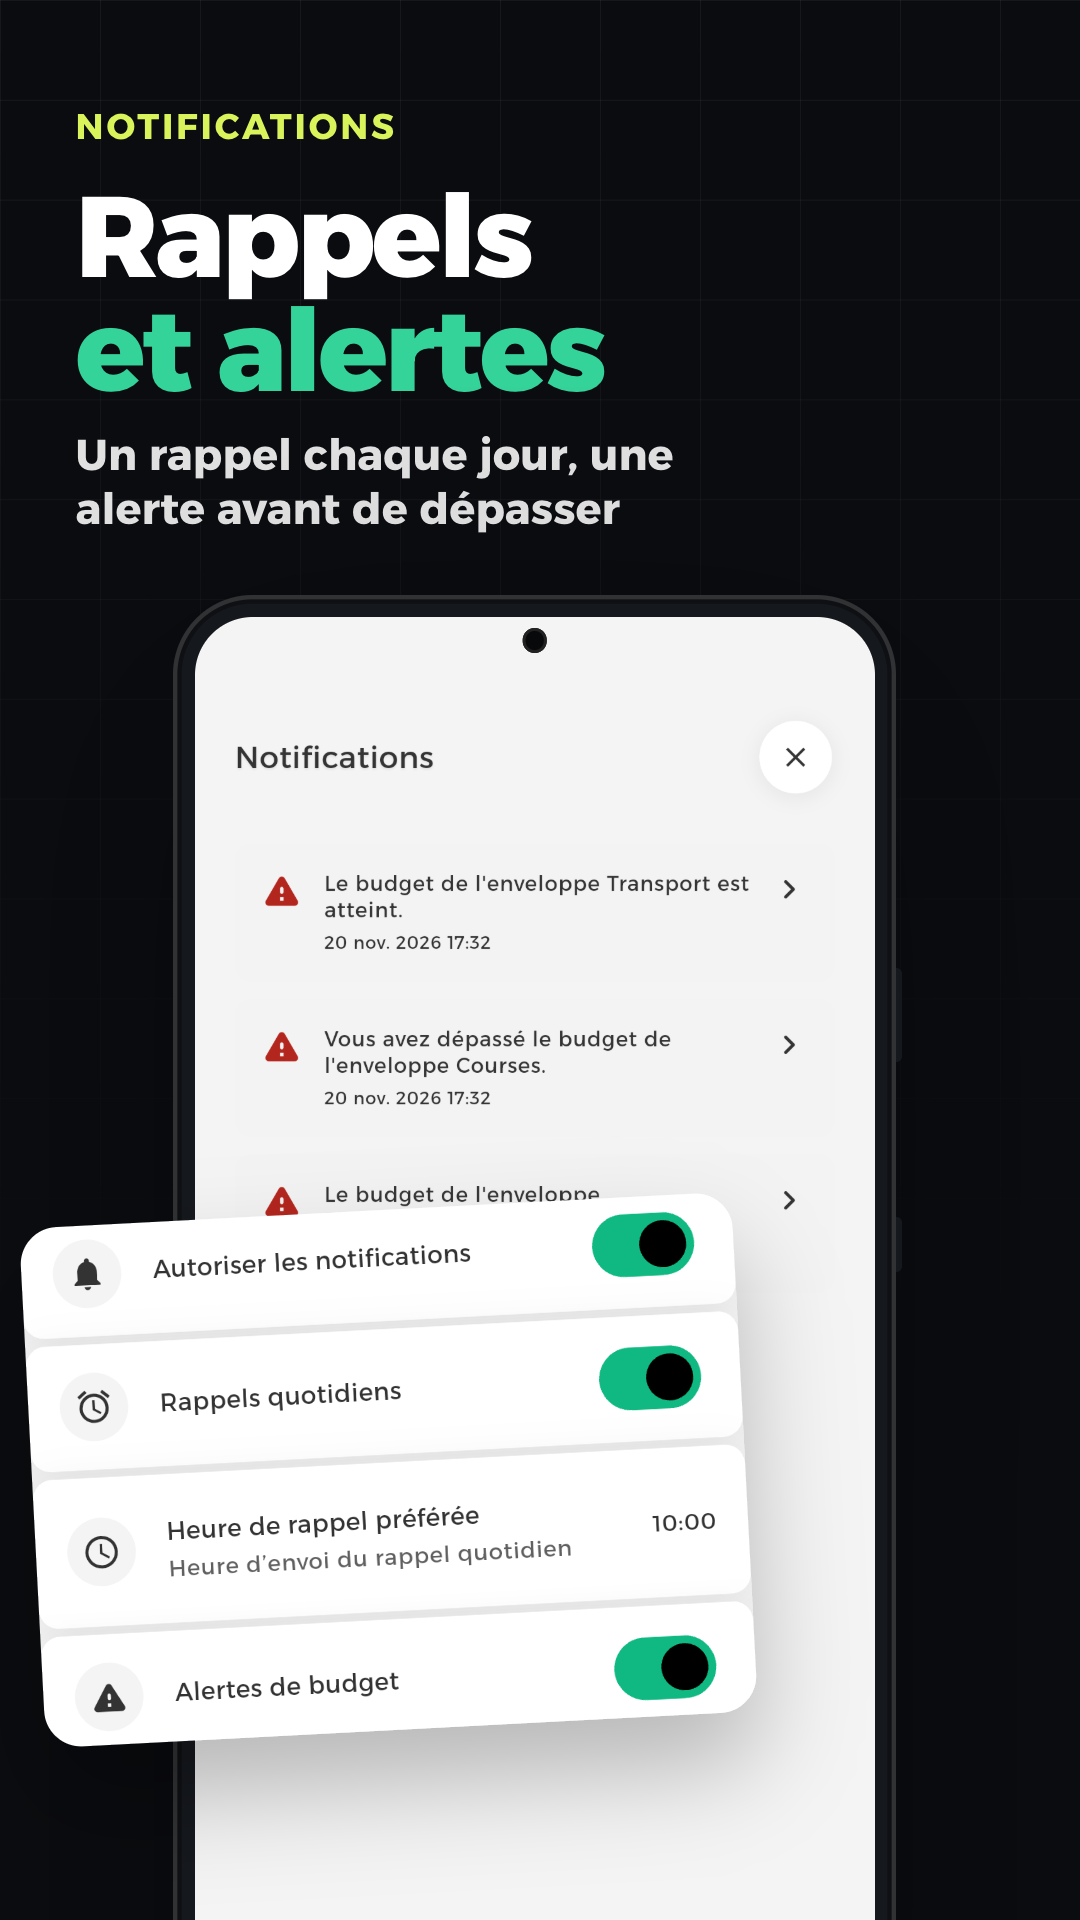 NOTIFICATIONS
Rappels
et alertes
Un rappel chaque jour, une
alerte avant de dépasser
Notifications
Le budget de l'enveloppe Transport est
atteint.
20 nov. 2026 17:32
Vous avez dépassé le budget de
l'enveloppe Courses.
20 nov. 2026 17:32
Le budget de l'enveloppe
Autoriser les notifications
Rappels quotidiens
Heure de rappel préférée
10:00
Heure d’envoi du rappel quotidien
Alertes de budget